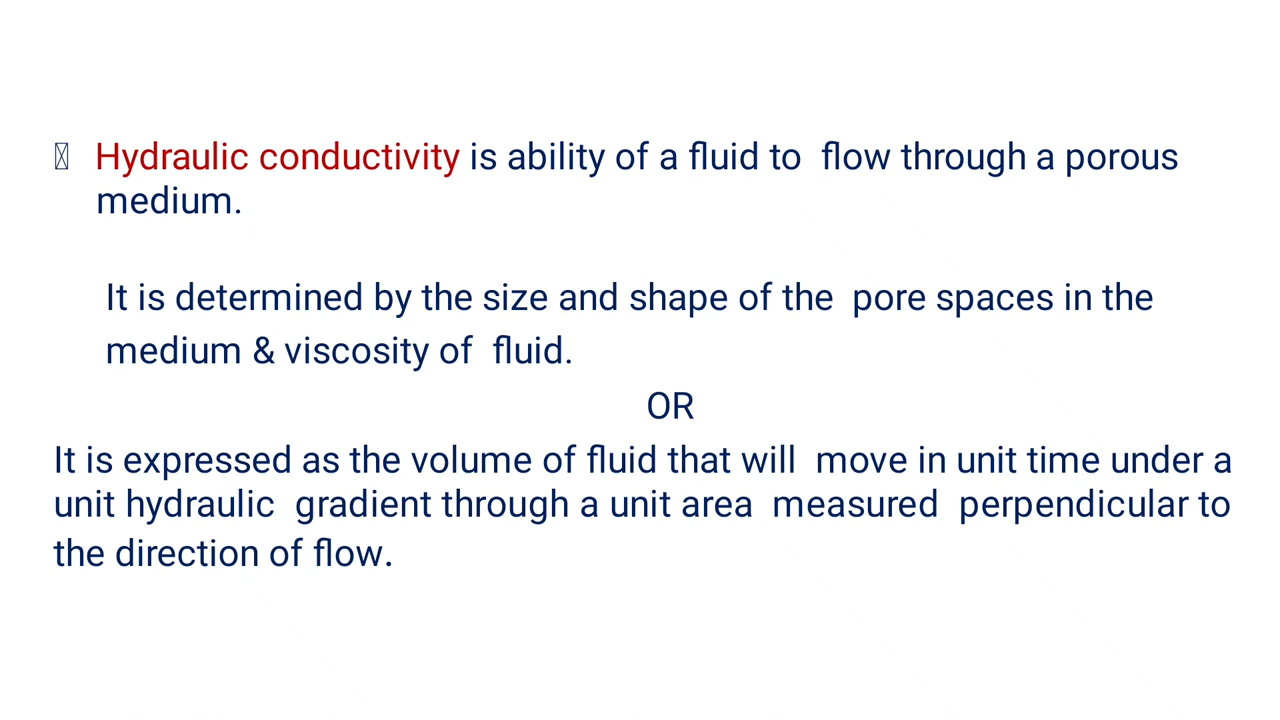 Hydraulic conductivity is ability of a fluid to flow through a porous
medium.
It is determined by the size and shape of the pore spaces in the
medium & viscosity of fluid.
OR
It is expressed as the volume of fluid that will move in unit time under a
unit hydraulic gradient through a unit area measured perpendicular to
the direction of flow.